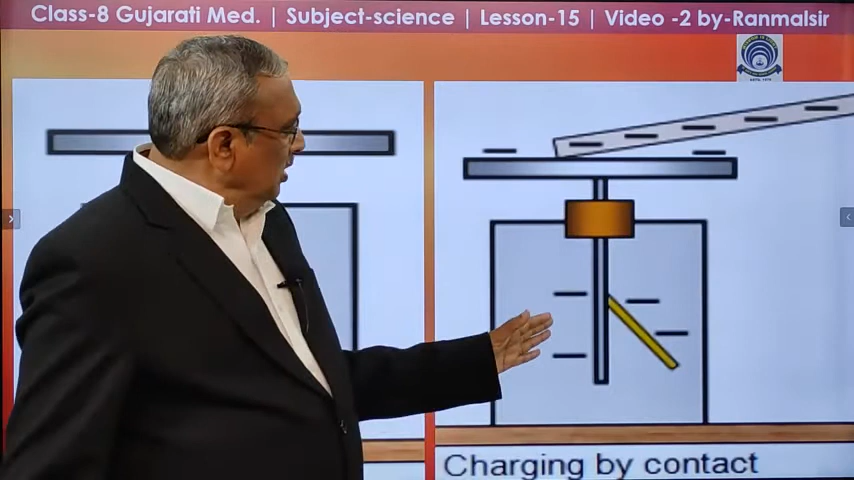 Class-8 Gujarati Med. | Subject-science | Lesson-15 | Video -2 by-Ranmalsir
Charging by contact